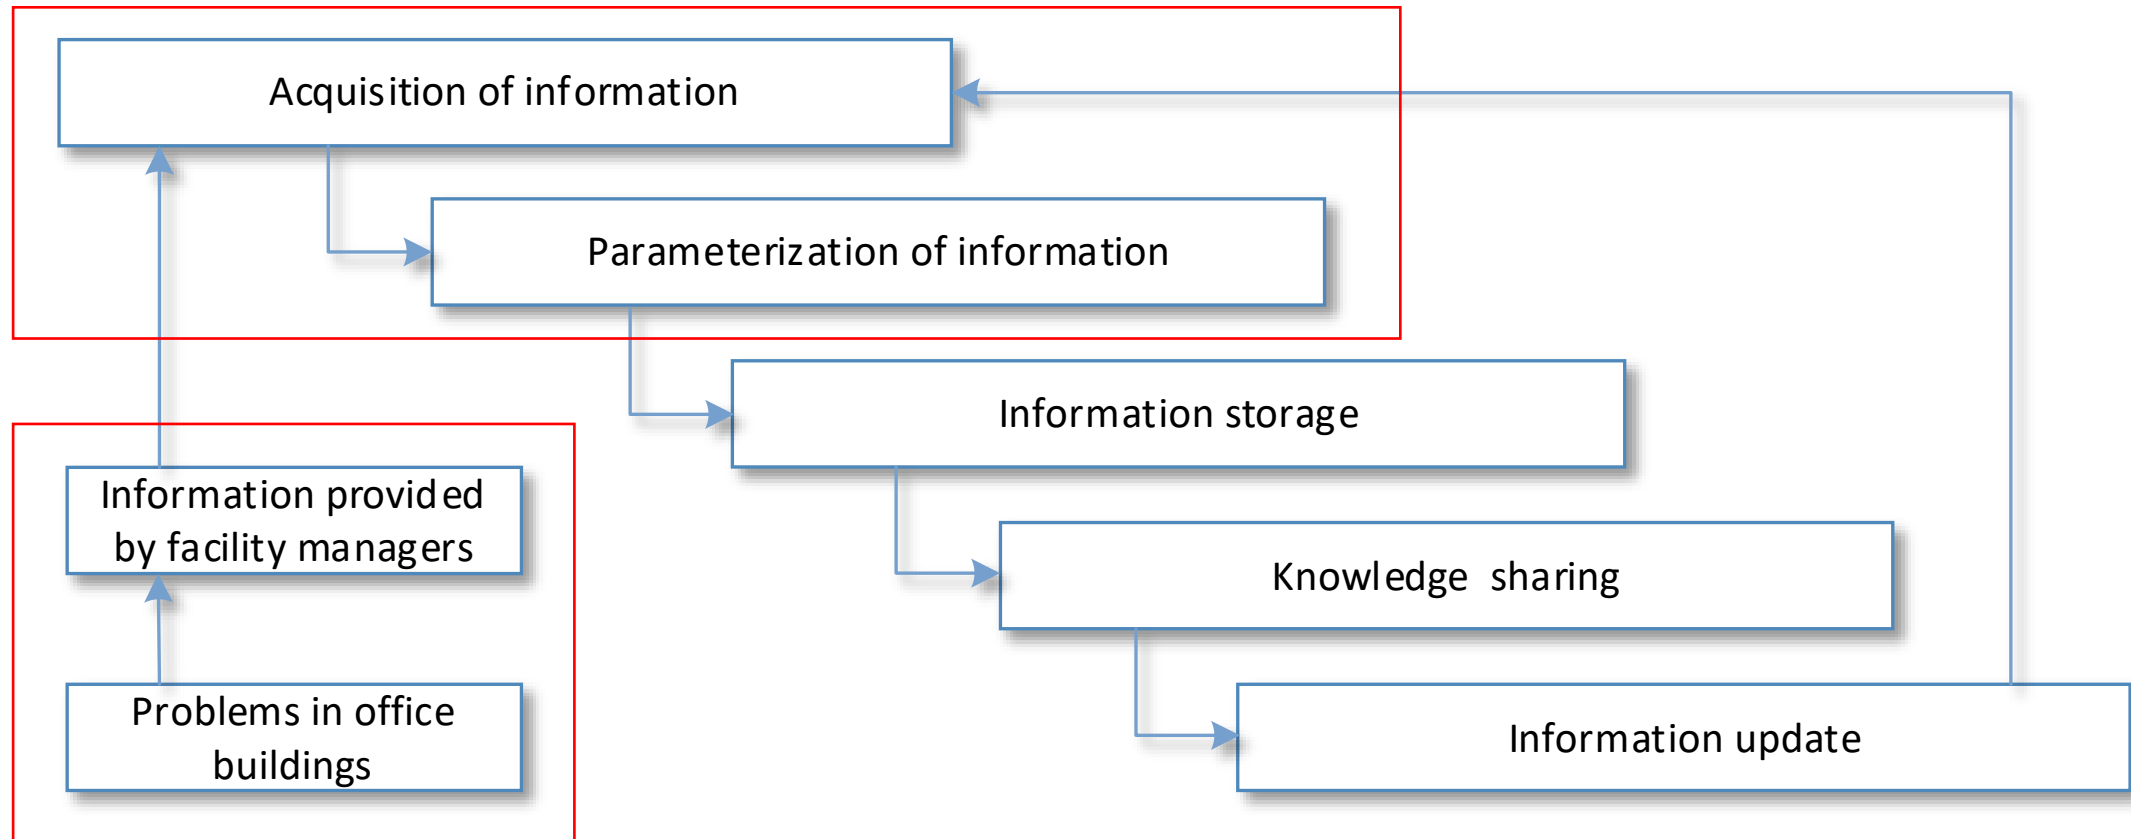 Acquisition of information
Parameterization of information
Information storage
Information provided
by facility managers
Knowledge sharing
Problems in office
buildings
Information update